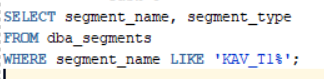 SELECT segment_name, segment_type
FROM dba_segments
WHERE segment_name LIKE 'KAV_T1%';